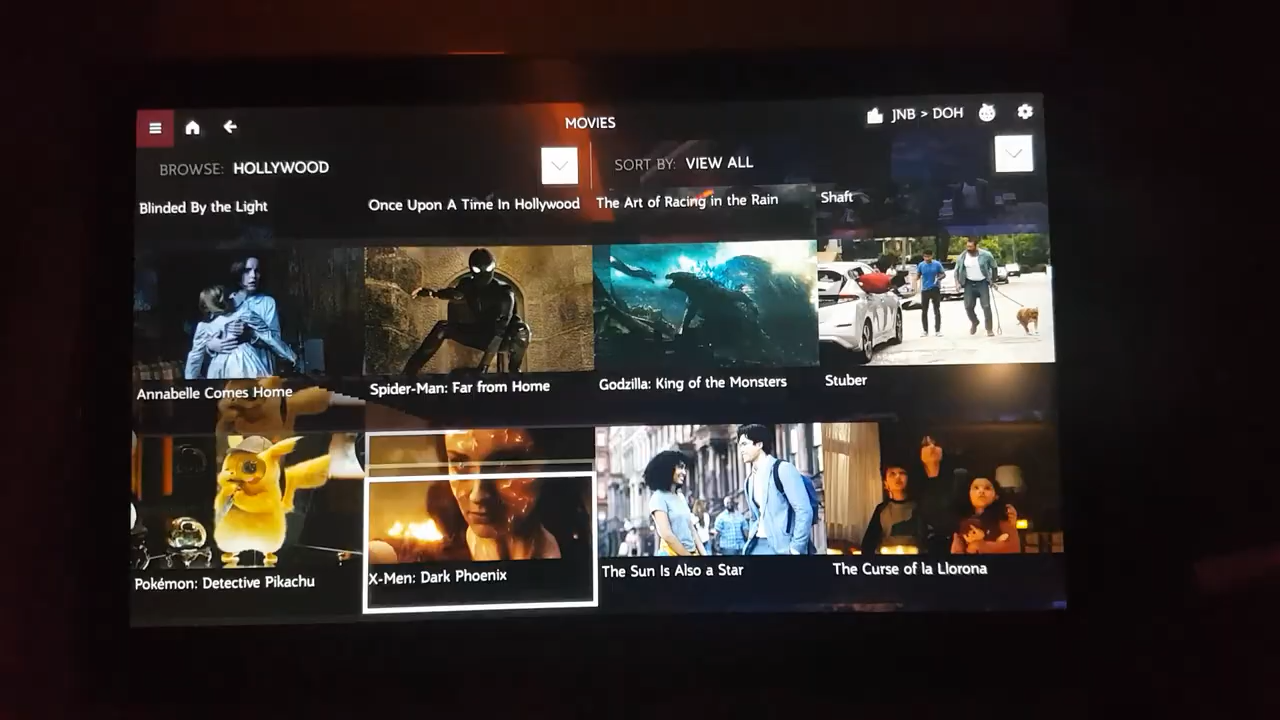 MOVIES
JNB > DOH
BROWSE: HOLLYWOOD
SORT BY: VIEW ALL
Blinded By the Light
Once Upon A Time In Hollywood
The Art of Racing in the Rain
Shaft
Annabelle Comes Home
Spider-Man: Far from Home
Godzilla: King of the Monsters
Stuber
Pokémon: Detective Pikachu
X-Men: Dark Phoenix
The Sun Is Also a Star
The Curse of la Llorona